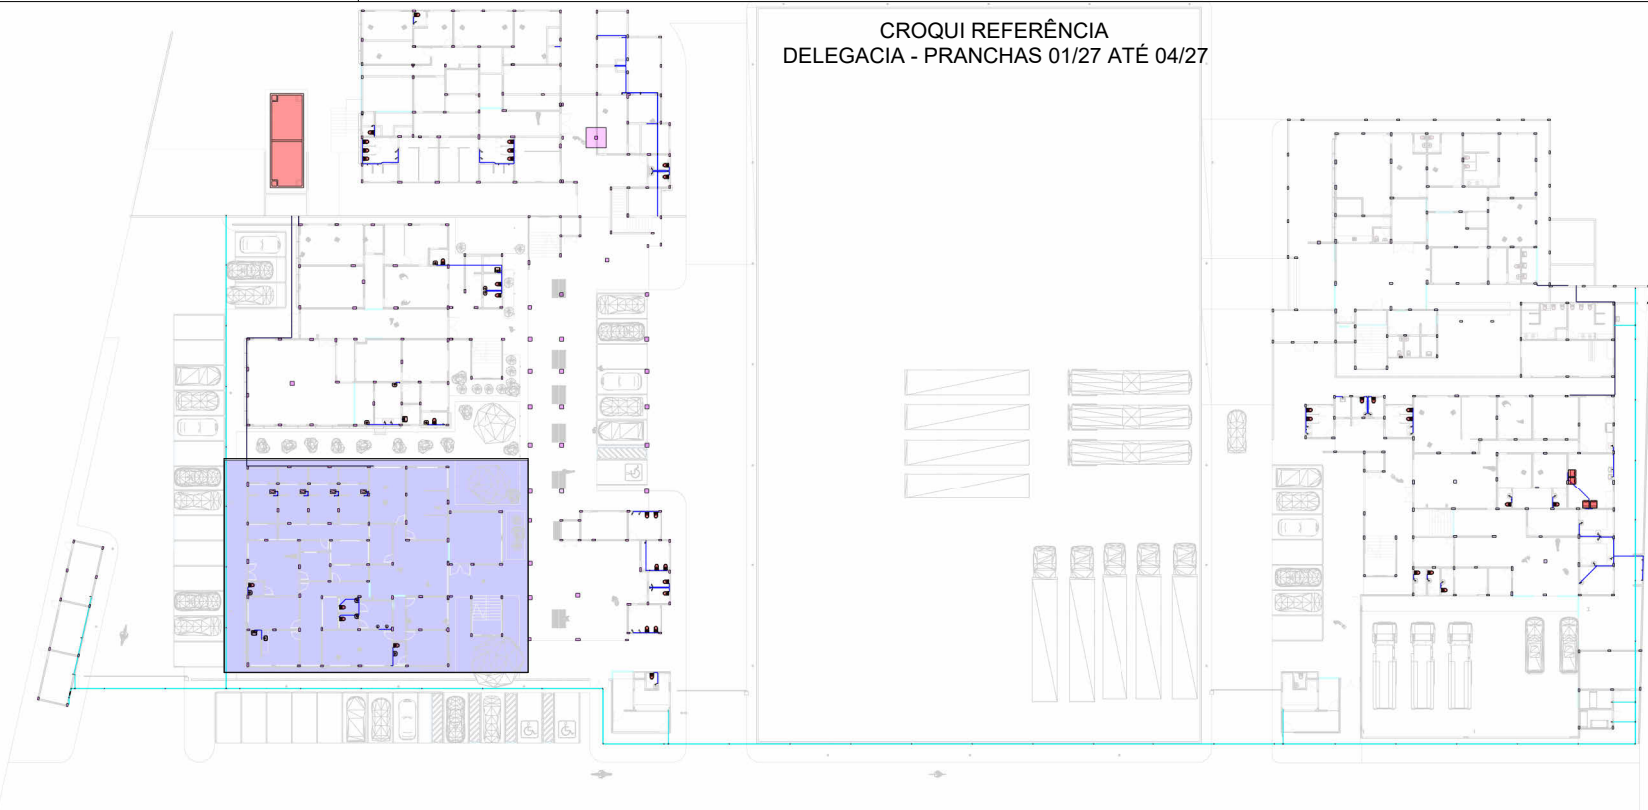 CROQUI REFERÊNCIA
DELEGACIA - PRANCHAS 01/27 ATÉ 04/27